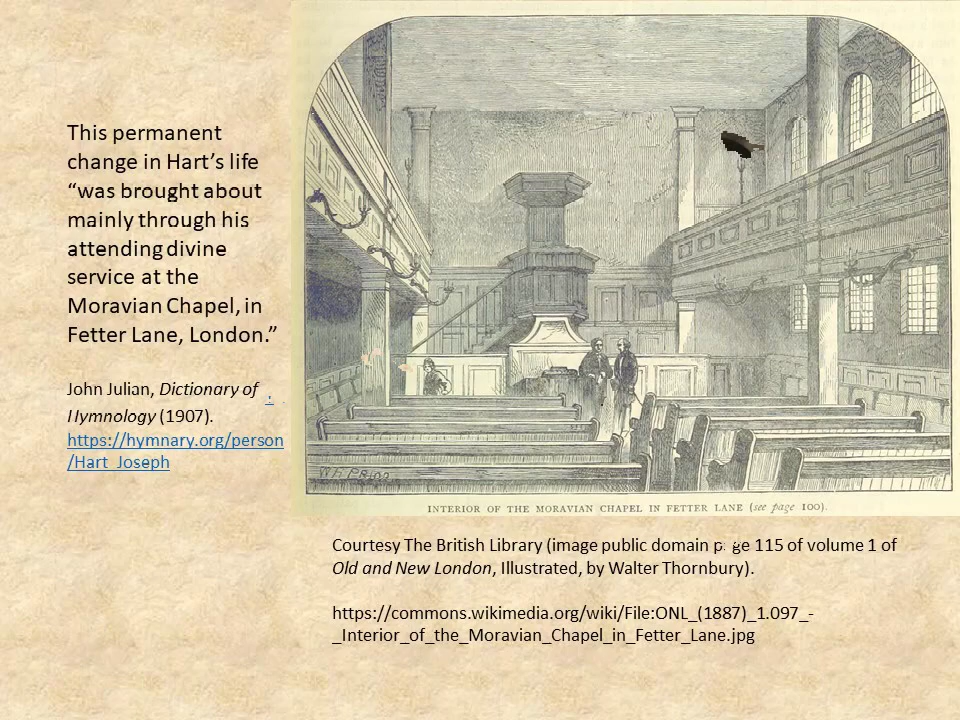 This permanent
change in Hart’s life
“was brought about
mainly through his
attending divine
service at the
Moravian Chapel, in
Fetter Lane, London.”
John Julian, Dictionary of
Hymnology (1907).
https://hymnary.org/person
/Hart_Joseph
INTERIOR OF THE MORAVIAN CHAPEL IN FETTER LANE (see page 100).
Courtesy The British Library (image public domain page 115 of volume 1 of
Old and New London, Illustrated, by Walter Thornbury).
https://commons.wikimedia.org/wiki/File:ONL_(1887)_1.097_-
_Interior_of_the_Moravian_Chapel_in_Fetter_Lane.jpg